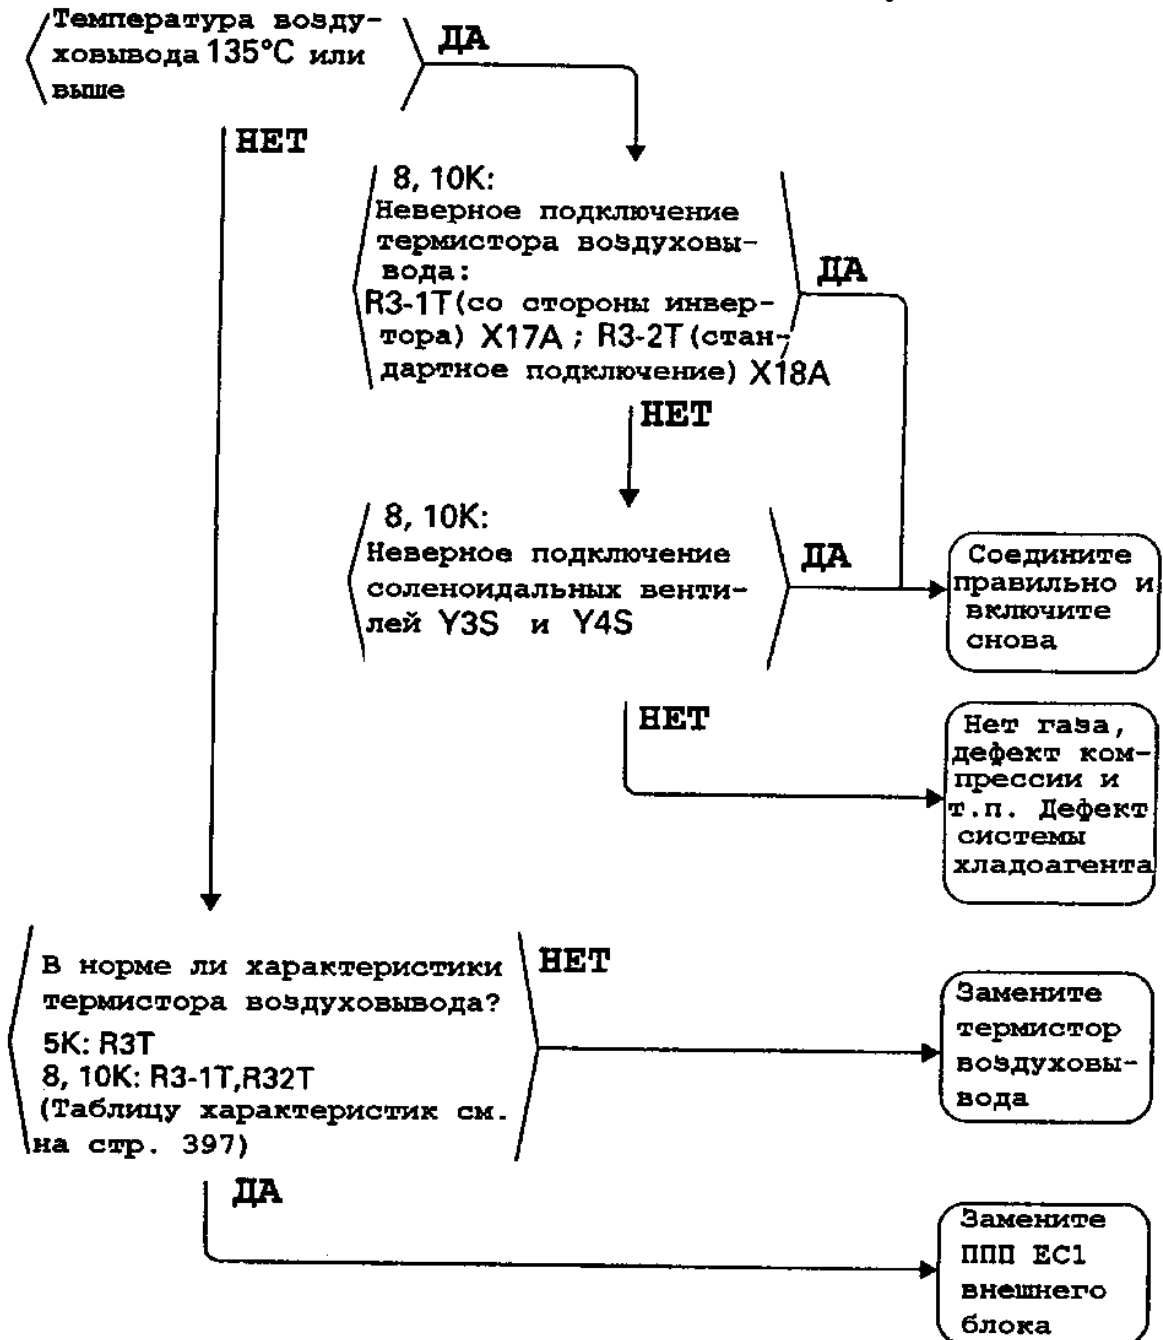 Температура возду-
ховывода 135°C или
выше
ДА
НЕТ
8, 10K:
Неверное подключение
термистора воздуховы-
вода:
R3-1T (со стороны инвер-
тора) X17A ; R3-2T (стан-
дартное подключение) X18A
ДА
НЕТ
8, 10K:
Неверное подключение
соленоидальных венти-
лей Y3S и Y4S
ДА
Соедините
правильно и
включите
снова
НЕТ
Нет газа,
дефект ком-
прессии и
т.п. Дефект
системы
хладоагента
В норме ли характеристики
термистора воздуховывода?
5K: R3T
8, 10K: R3-1T,R32T
(Таблицу характеристик см.
на стр. 397)
НЕТ
Замените
термистор
воздуховы-
вода
ДА
Замените
ППП EC1
внешнего
блока